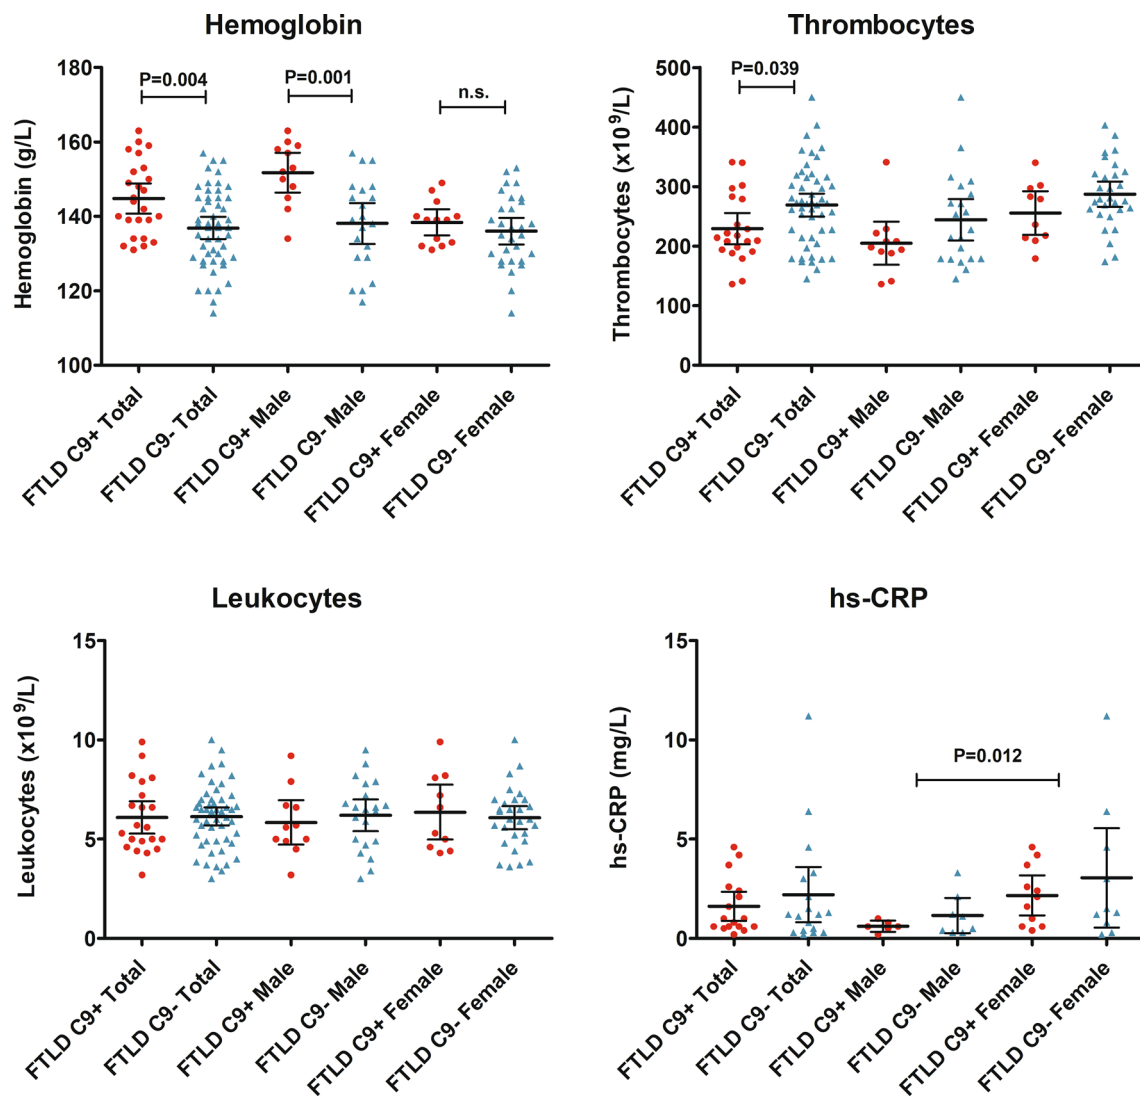 Hemoglobin
Hemoglobin (g/L)
180
160
140
120
100
P=0.004
P=0.001
n.s.
FTLD C9+ Total
FTLD C9- Total
FTLD C9+ Male
FTLD C9- Male
FTLD C9+ Female
FTLD C9- Female
Thrombocytes
Thrombocytes (x10⁹/L)
500
400
300
200
100
0
P=0.039
FTLD C9+ Total
FTLD C9- Total
FTLD C9+ Male
FTLD C9- Male
FTLD C9+ Female
FTLD C9- Female
Leukocytes
Leukocytes (x10⁹/L)
15
10
5
0
FTLD C9+ Total
FTLD C9- Total
FTLD C9+ Male
FTLD C9- Male
FTLD C9+ Female
FTLD C9- Female
hs-CRP
hs-CRP (mg/L)
15
10
5
0
P=0.012
FTLD C9+ Total
FTLD C9- Total
FTLD C9+ Male
FTLD C9- Male
FTLD C9+ Female
FTLD C9- Female